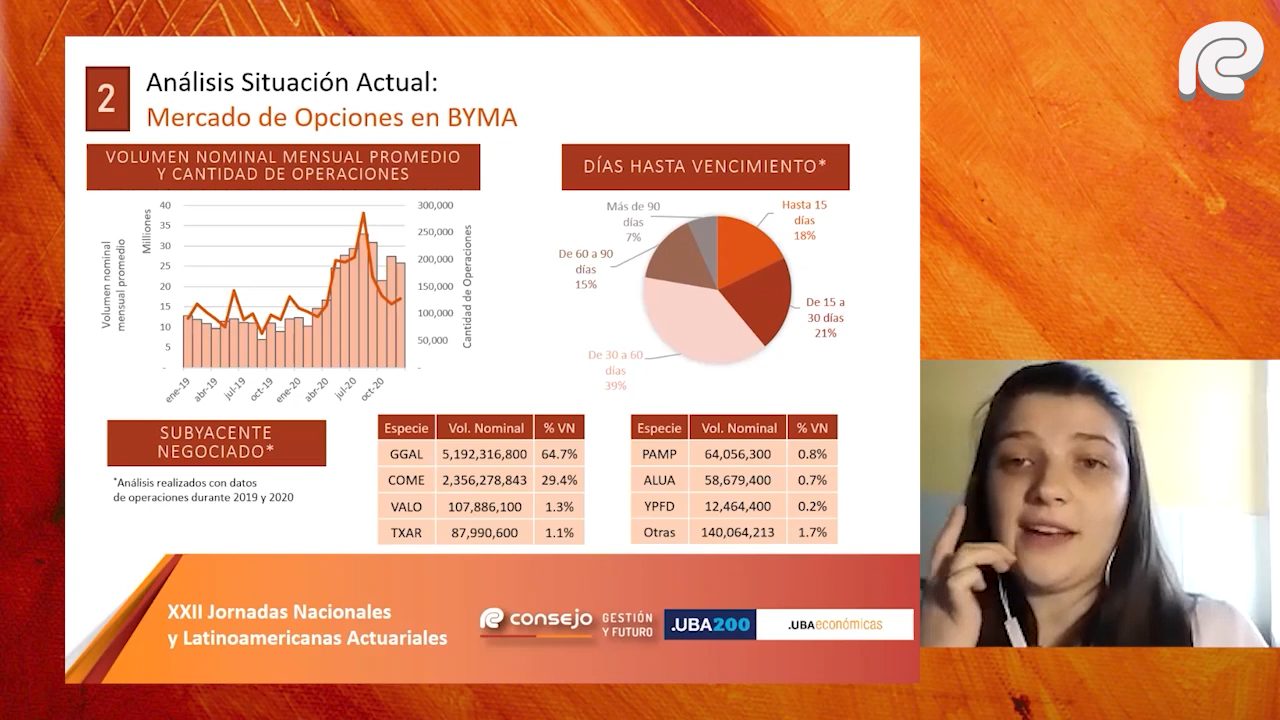 2
Análisis Situación Actual:
Mercado de Opciones en BYMA
VOLUMEN NOMINAL MENSUAL PROMEDIO
Y CANTIDAD DE OPERACIONES
Volumen nominal
mensual promedio
Millones
40
35
30
25
20
15
10
5
-
300,000
250,000
200,000
150,000
100,000
50,000
-
Cantidad de Operaciones
ene-19
abr-19
jul-19
oct-19
ene-20
abr-20
jul-20
oct-20
DÍAS HASTA VENCIMIENTO*
Más de 90
días
7%
Hasta 15
días
18%
De 60 a 90
días
15%
De 15 a
30 días
21%
De 30 a 60
días
39%
SUBYACENTE
NEGOCIADO*
*Análisis realizados con datos
de operaciones durante 2019 y 2020
Especie Vol. Nominal % VN
GGAL 5,192,316,800 64.7%
COME 2,356,278,843 29.4%
VALO 107,886,100 1.3%
TXAR 87,990,600 1.1%
Especie Vol. Nominal % VN
PAMP 64,056,300 0.8%
ALUA 58,679,400 0.7%
YPFD 12,464,400 0.2%
Otras 140,064,213 1.7%
XXII Jornadas Nacionales
y Latinoamericanas Actuariales
consejo
GESTIÓN
Y FUTURO
.UBA200
.UBAeconómicas